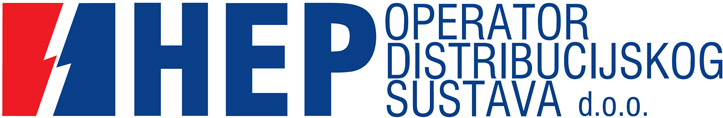 HEP
OPERATOR
DISTRIBUCIJSKOG
SUSTAVA d.o.o.